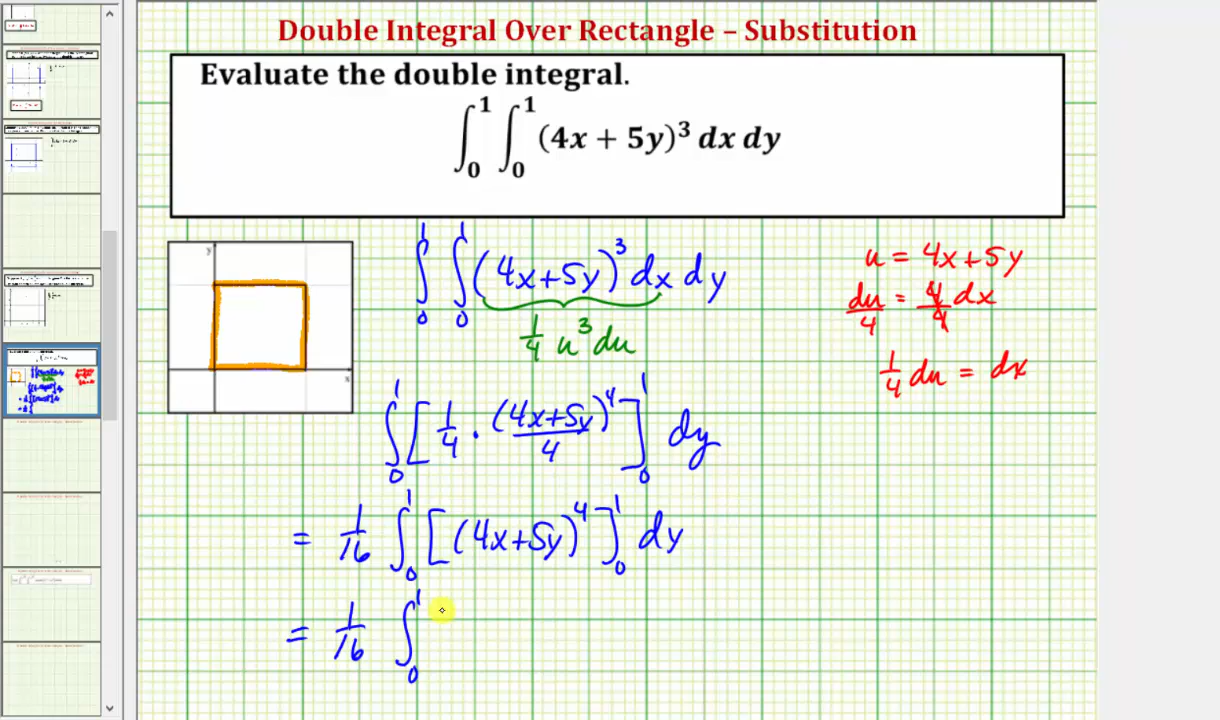 Double Integral Over Rectangle – Substitution
Evaluate the double integral.
∫₀¹ ∫₀¹ (4x + 5y)³ dx dy
y
x
∫₀¹ ∫₀¹ (4x+5y)³ dx dy
1/4 u³ du
u = 4x+5y
du/4 = 4/4 dx
1/4 du = dx
∫₀¹ [1/4 · (4x+5y)⁴/4]₀¹ dy
= 1/16 ∫₀¹ [(4x+5y)⁴]₀¹ dy
= 1/16 ∫₀¹